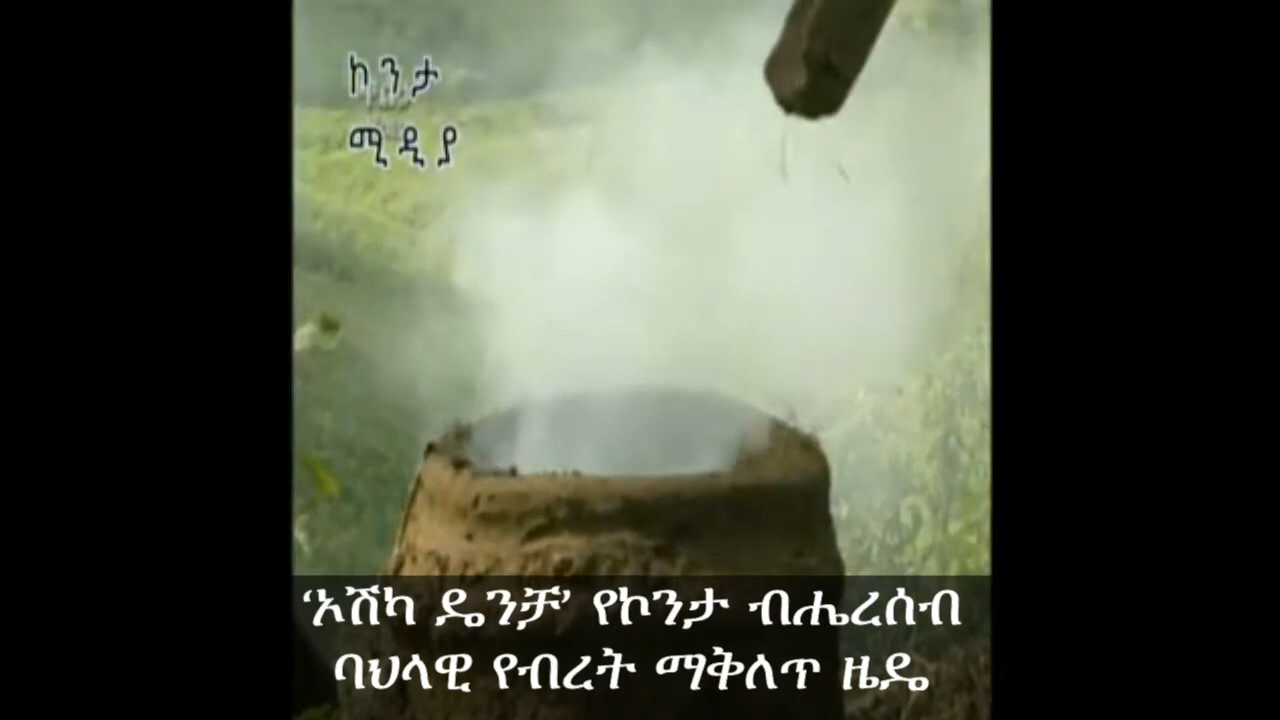 ኮንታ
ሚዲያ
‘ኦሽካ ዴንቻ’ የኮንታ ብሔረሰብ
ባህላዊ የብረት ማቅለጥ ዜዴ